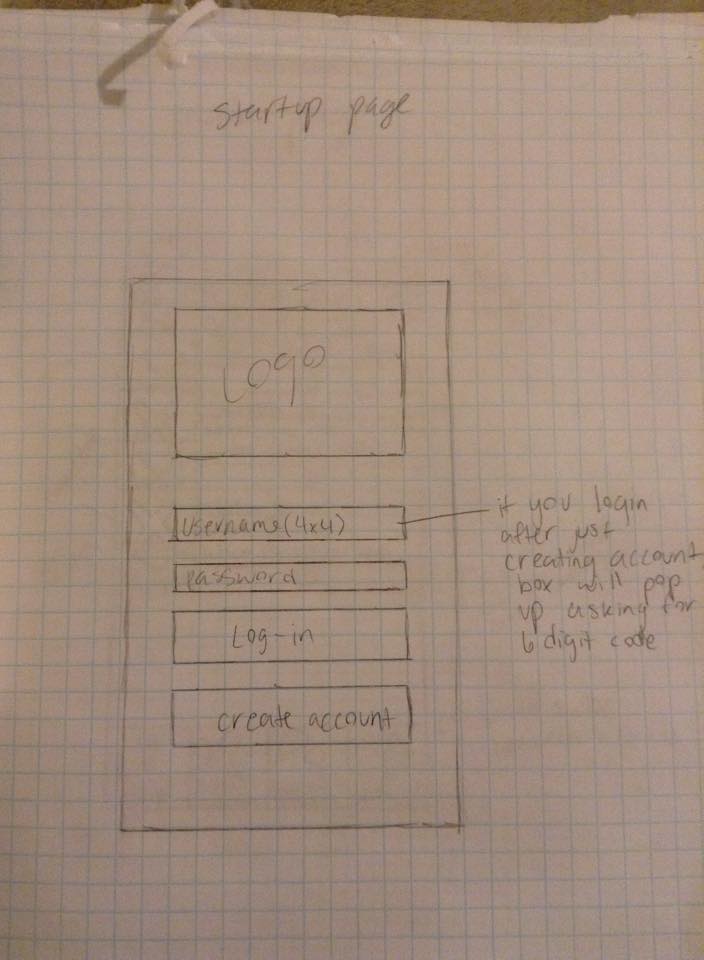 startup page
Logo
username(4x4)
password
Log-in
create account
if you login
after just
creating account,
box will pop
up asking for
6 digit code